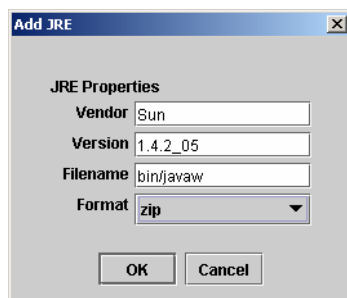 Add JRE
JRE Properties
Vendor Sun
Version 1.4.2_05
Filename bin/javaw
Format zip
OK Cancel